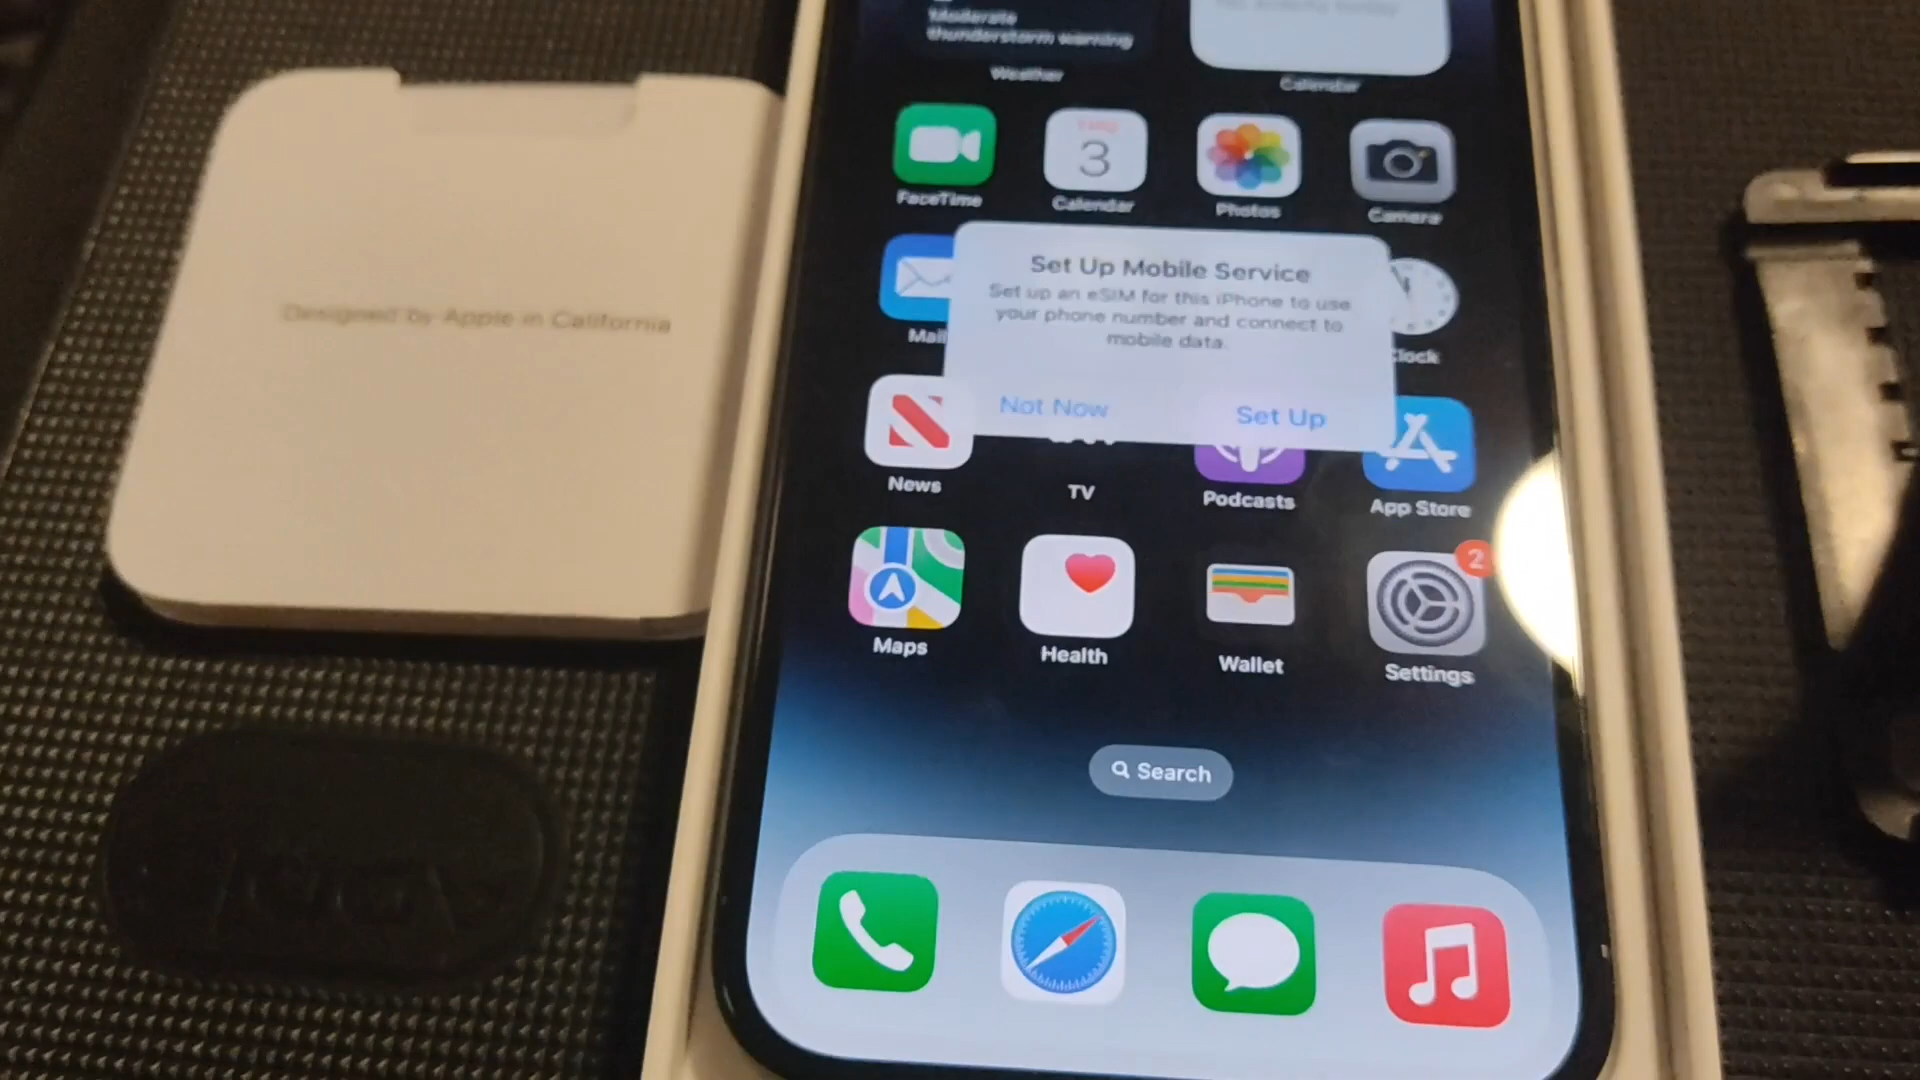 Moderate
thunderstorm warning
Weather
Calendar
FaceTime
3
Calendar
Photos
Camera
Designed by Apple in California
Set Up Mobile Service
Set up an eSIM for this iPhone to use
your phone number and connect to
mobile data.
Not Now
Set Up
Mail
Clock
News
TV
Podcasts
App Store
2
Maps
Health
Wallet
Settings
Search